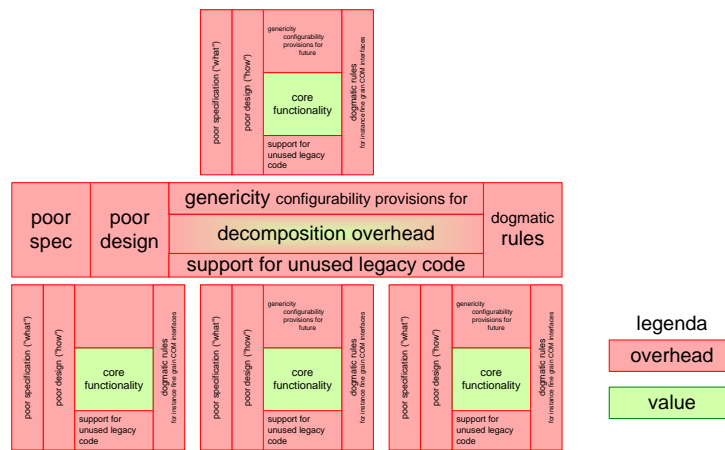 poor specification ("what")
poor design ("how")
genericity
configurability
provisions for
future
core
functionality
support for
unused legacy
code
dogmatic rules
for instance fine grain COM interfaces
poor
spec
poor
design
genericity configurability provisions for
decomposition overhead
support for unused legacy code
dogmatic
rules
poor specification ("what")
poor design ("how")
core
functionality
support for
unused legacy
code
dogmatic rules
for instance fine grain COM interfaces
poor specification ("what")
poor design ("how")
genericity
configurability
provisions for
future
core
functionality
support for
unused legacy
code
dogmatic rules
for instance fine grain COM interfaces
poor specification ("what")
poor design ("how")
genericity
configurability
provisions for
future
core
functionality
support for
unused legacy
code
dogmatic rules
for instance fine grain COM interfaces
legenda
overhead
value